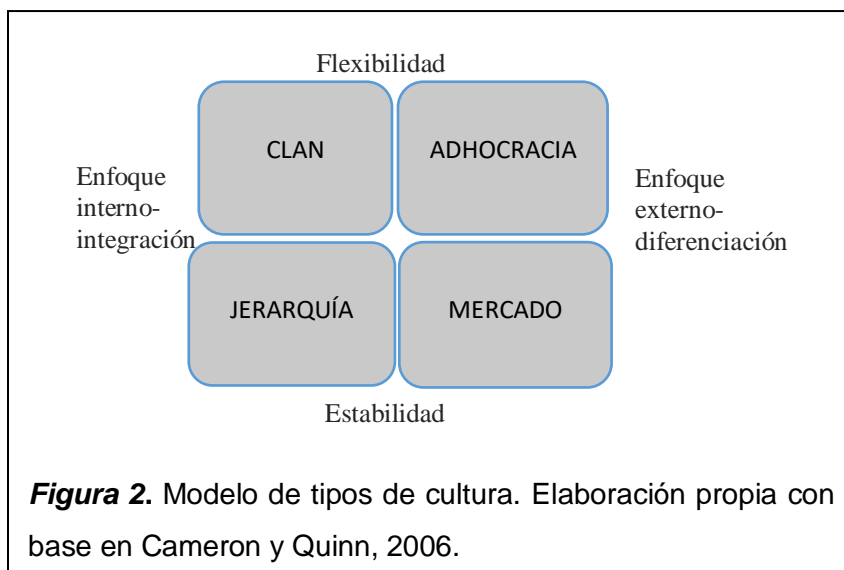 Flexibilidad
CLAN
ADHOCRACIA
Enfoque
interno-
integración
Enfoque
externo-
diferenciación
JERARQUÍA
MERCADO
Estabilidad
Figura 2. Modelo de tipos de cultura. Elaboración propia con
base en Cameron y Quinn, 2006.